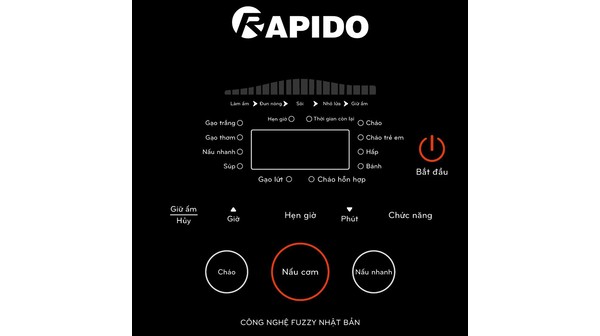 RAPIDO
Làm ấm Đun nóng Sôi Nhỏ lửa Giữ ấm
Hẹn giờ Thời gian còn lại
Gạo trắng Cháo
Gạo thơm Cháo trẻ em
Nấu nhanh Hấp
Súp Bánh
Bắt đầu
Gạo lứt Cháo hỗn hợp
Giữ ấm
Hủy
Giờ Hẹn giờ Phút Chức năng
Cháo Nấu cơm Nấu nhanh
CÔNG NGHỆ FUZZY NHẬT BẢN